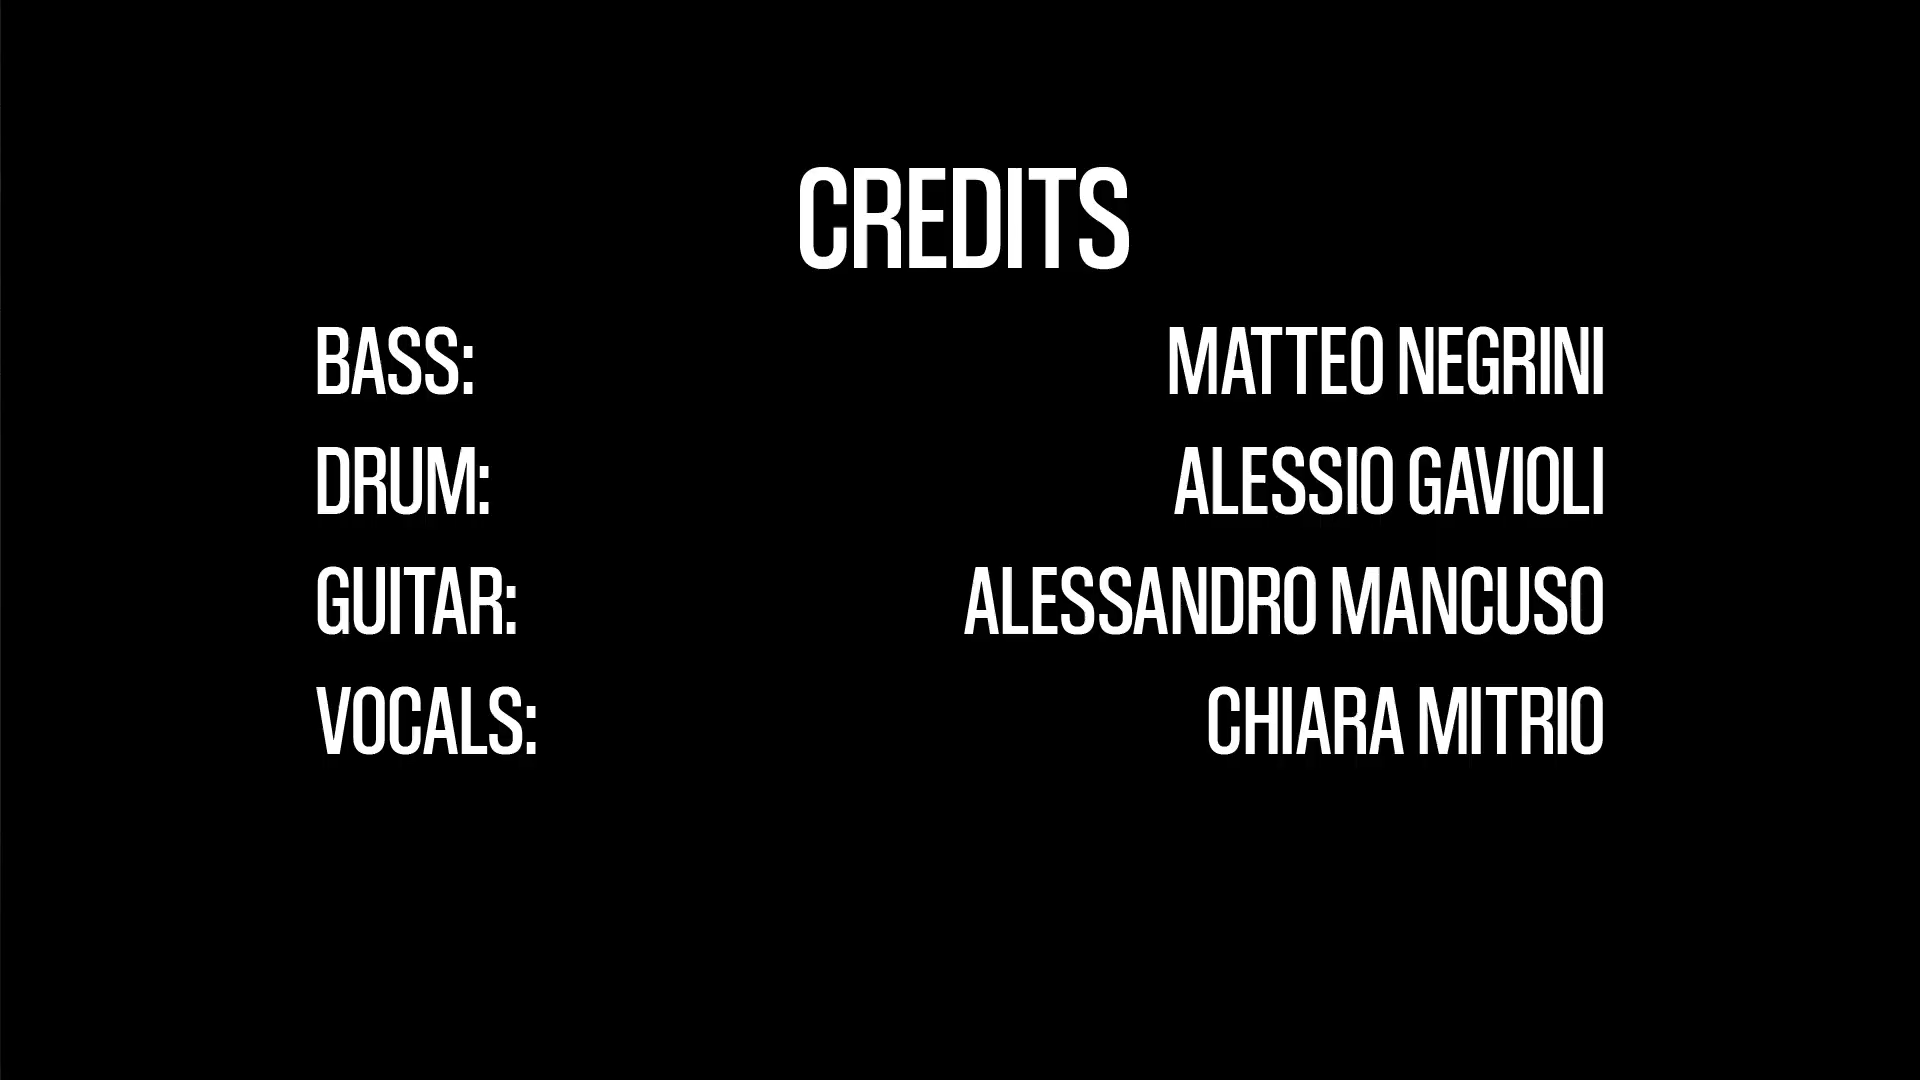 CREDITS
BASS: MATTEO NEGRINI
DRUM: ALESSIO GAVIOLI
GUITAR: ALESSANDRO MANCUSO
VOCALS: CHIARA MITRIO